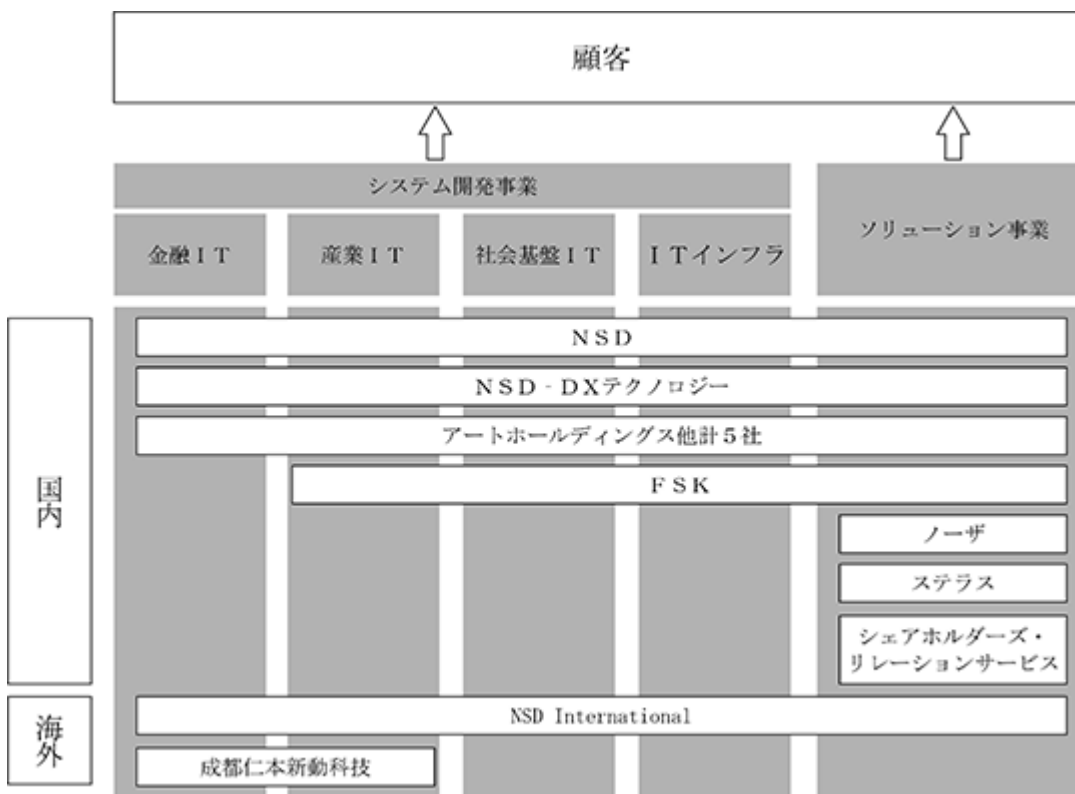 顧客
システム開発事業
ソリューション事業
金融ＩＴ
産業ＩＴ
社会基盤ＩＴ
ＩＴインフラ
国内
ＮＳＤ
ＮＳＤ‐ＤＸテクノロジー
アートホールディングス他計５社
ＦＳＫ
ノーザ
ステラス
シェアホルダーズ・
リレーションサービス
海外
NSD International
成都仁本新動科技